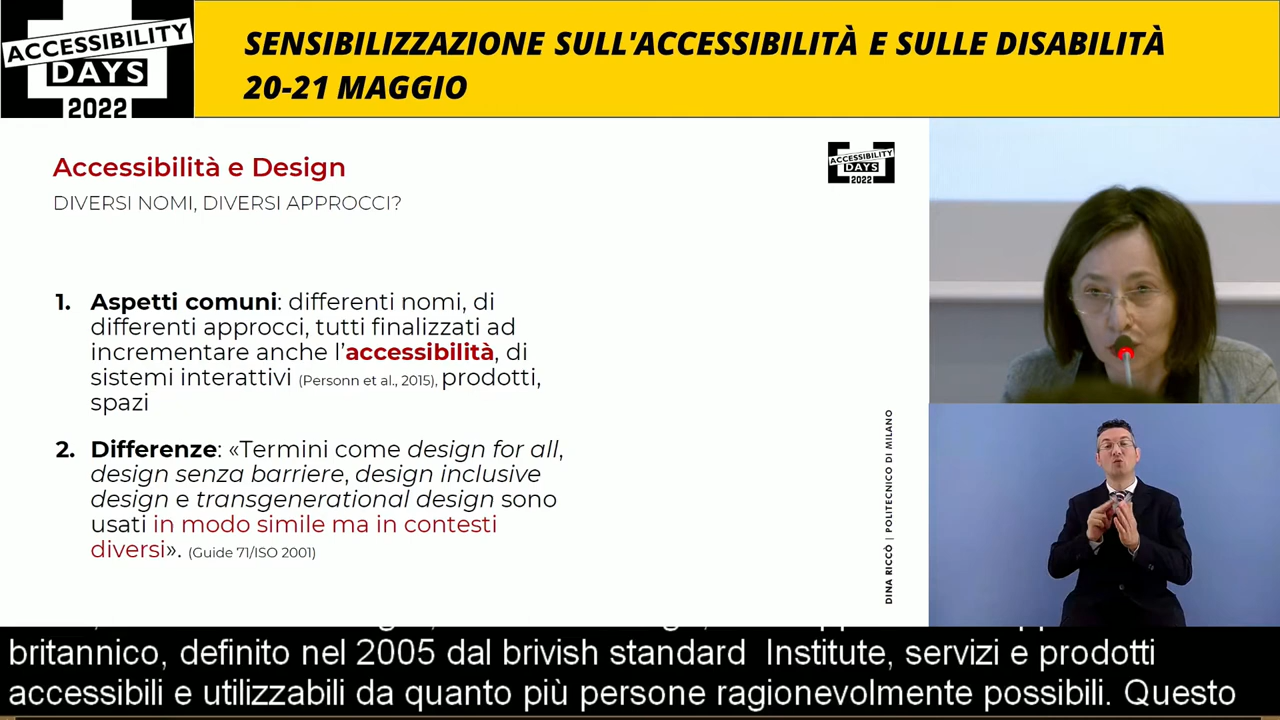 ACCESSIBILITY
DAYS
2022
SENSIBILIZZAZIONE SULL'ACCESSIBILITÀ E SULLE DISABILITÀ
20-21 MAGGIO
Accessibilità e Design
DIVERSI NOMI, DIVERSI APPROCCI?
ACCESSIBILITY
DAYS
2022
1. Aspetti comuni: differenti nomi, di
differenti approcci, tutti finalizzati ad
incrementare anche l'accessibilità, di
sistemi interattivi (Personn et al., 2015), prodotti,
spazi
2. Differenze: «Termini come design for all,
design senza barriere, design inclusive
design e transgenerational design sono
usati in modo simile ma in contesti
diversi». (Guide 71/ISO 2001)
DINA RICCÒ | POLITECNICO DI MILANO
britannico, definito nel 2005 dal brivish standard Institute, servizi e prodotti
accessibili e utilizzabili da quanto più persone ragionevolmente possibili. Questo